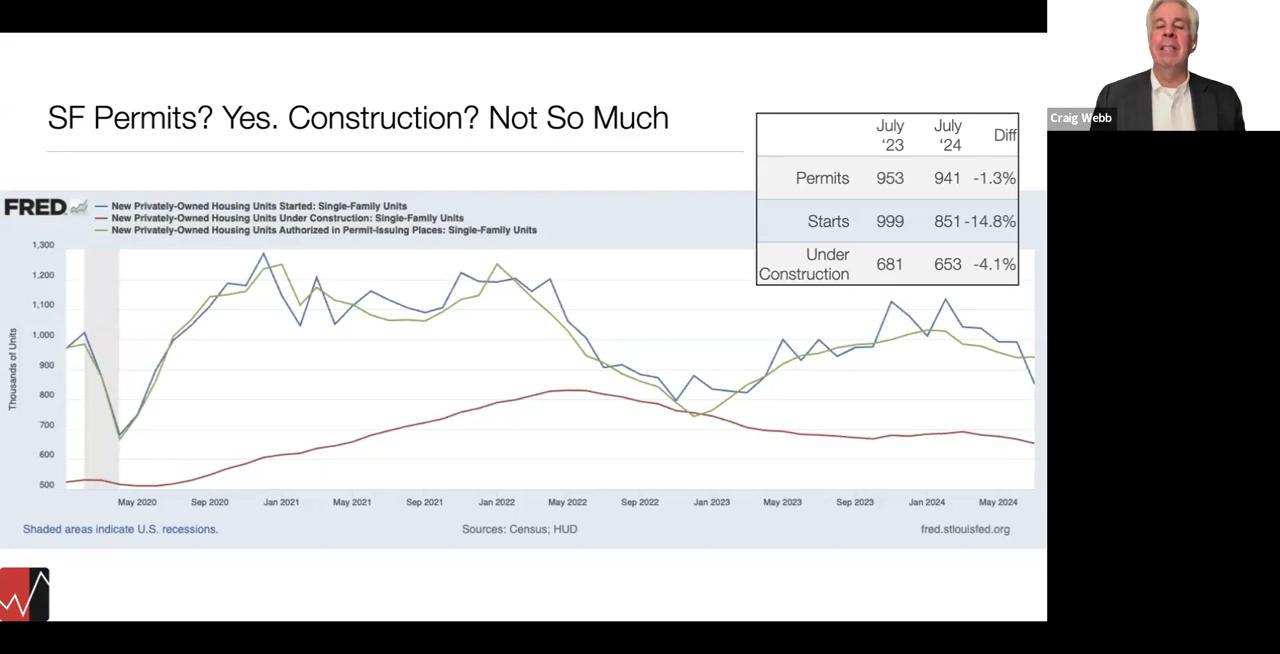 SF Permits? Yes. Construction? Not So Much
July '23 July '24 Diff
Permits 953 941 -1.3%
Starts 999 851 -14.8%
Under Construction 681 653 -4.1%
Craig Webb
FRED
New Privately-Owned Housing Units Started: Single-Family Units
New Privately-Owned Housing Units Under Construction: Single-Family Units
New Privately-Owned Housing Units Authorized in Permit-Issuing Places: Single-Family Units
Thousands of Units
1,300
1,200
1,100
1,000
900
800
700
600
500
May 2020 Sep 2020 Jan 2021 May 2021 Sep 2021 Jan 2022 May 2022 Sep 2022 Jan 2023 May 2023 Sep 2023 Jan 2024 May 2024
Shaded areas indicate U.S. recessions. Sources: Census; HUD fred.stlouisfed.org